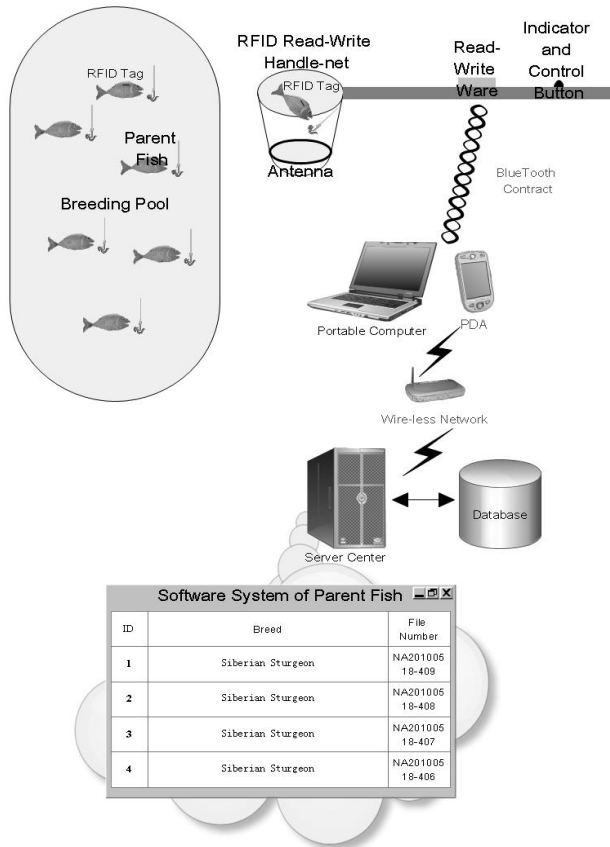 RFID Tag
Parent
Fish
Breeding Pool
RFID Read-Write
Handle-net
RFID Tag
Antenna
Read-
Write
Ware
Indicator
and
Control
Button
BlueTooth
Contract
Portable Computer
PDA
Wire-less Network
Server Center
Database
Software System of Parent Fish
ID Breed File
Number
1 Siberian Sturgeon NA201005
18-409
2 Siberian Sturgeon NA201005
18-408
3 Siberian Sturgeon NA201005
18-407
4 Siberian Sturgeon NA201005
18-406